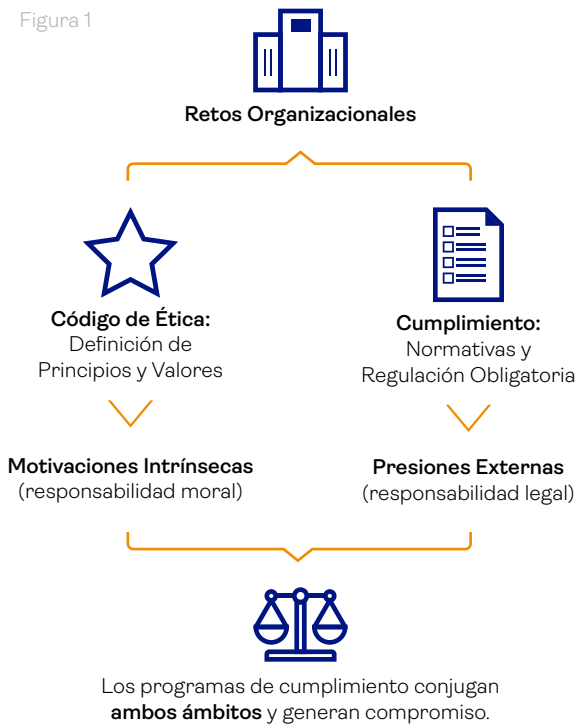 Figura 1
Retos Organizacionales
Código de Ética:
Definición de
Principios y Valores
Cumplimiento:
Normativas y
Regulación Obligatoria
Motivaciones Intrínsecas
(responsabilidad moral)
Presiones Externas
(responsabilidad legal)
Los programas de cumplimiento conjugan
ambos ámbitos y generan compromiso.